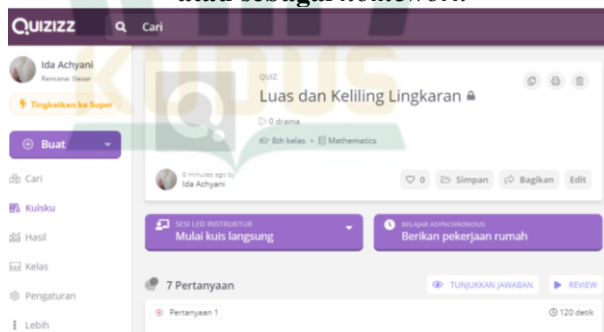 atau sebagai homework.
QUIZIZZ
Cari
Ida Achyani
Rencana: Dasar
Tingkatkan ke Super
Buat
Cari
Kuisku
Hasil
Kelas
Pengaturan
Lebih
QUIZ
Luas dan Keliling Lingkaran
0 drama
8th kelas • Mathematics
8 minutes ago by
Ida Achyani
0 Simpan Bagikan Edit
SESI LED INSTRUKTUR
Mulai kuis langsung
BELAJAR ASYNCHRONOUS
Berikan pekerjaan rumah
7 Pertanyaan
TUNJUKKAN JAWABAN
REVIEW
Pertanyaan 1
120 detik
KUDUS